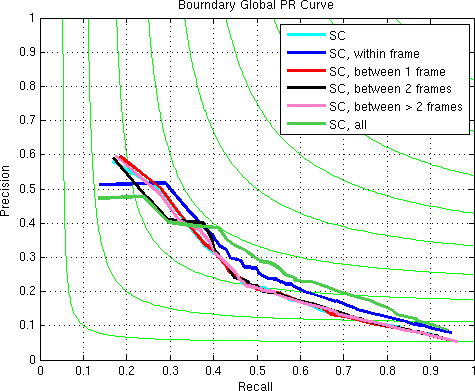 Bounndary Global PR Curve
SC
SC, within frame
SC, between 1 frame
SC, between 2 frames
SC, between > 2 frames
SC, all
1
0.9
0.8
0.7
0.6
0.5
0.4
0.3
0.2
0.1
0
Precision
0 0.1 0.2 0.3 0.4 0.5 0.6 0.7 0.8 0.9 1
Recall